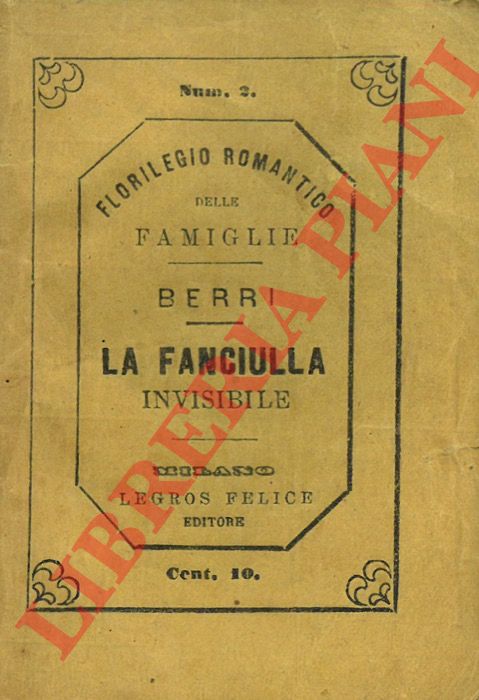 Num. 2.
FLORILEGIO ROMANTICO
DELLE
FAMIGLIE
BERRI
LA FANCIULLA
INVISIBILE
MILANO
LEGROS FELICE
EDITORE
Cent. 10.
LIBRERIA PIANI